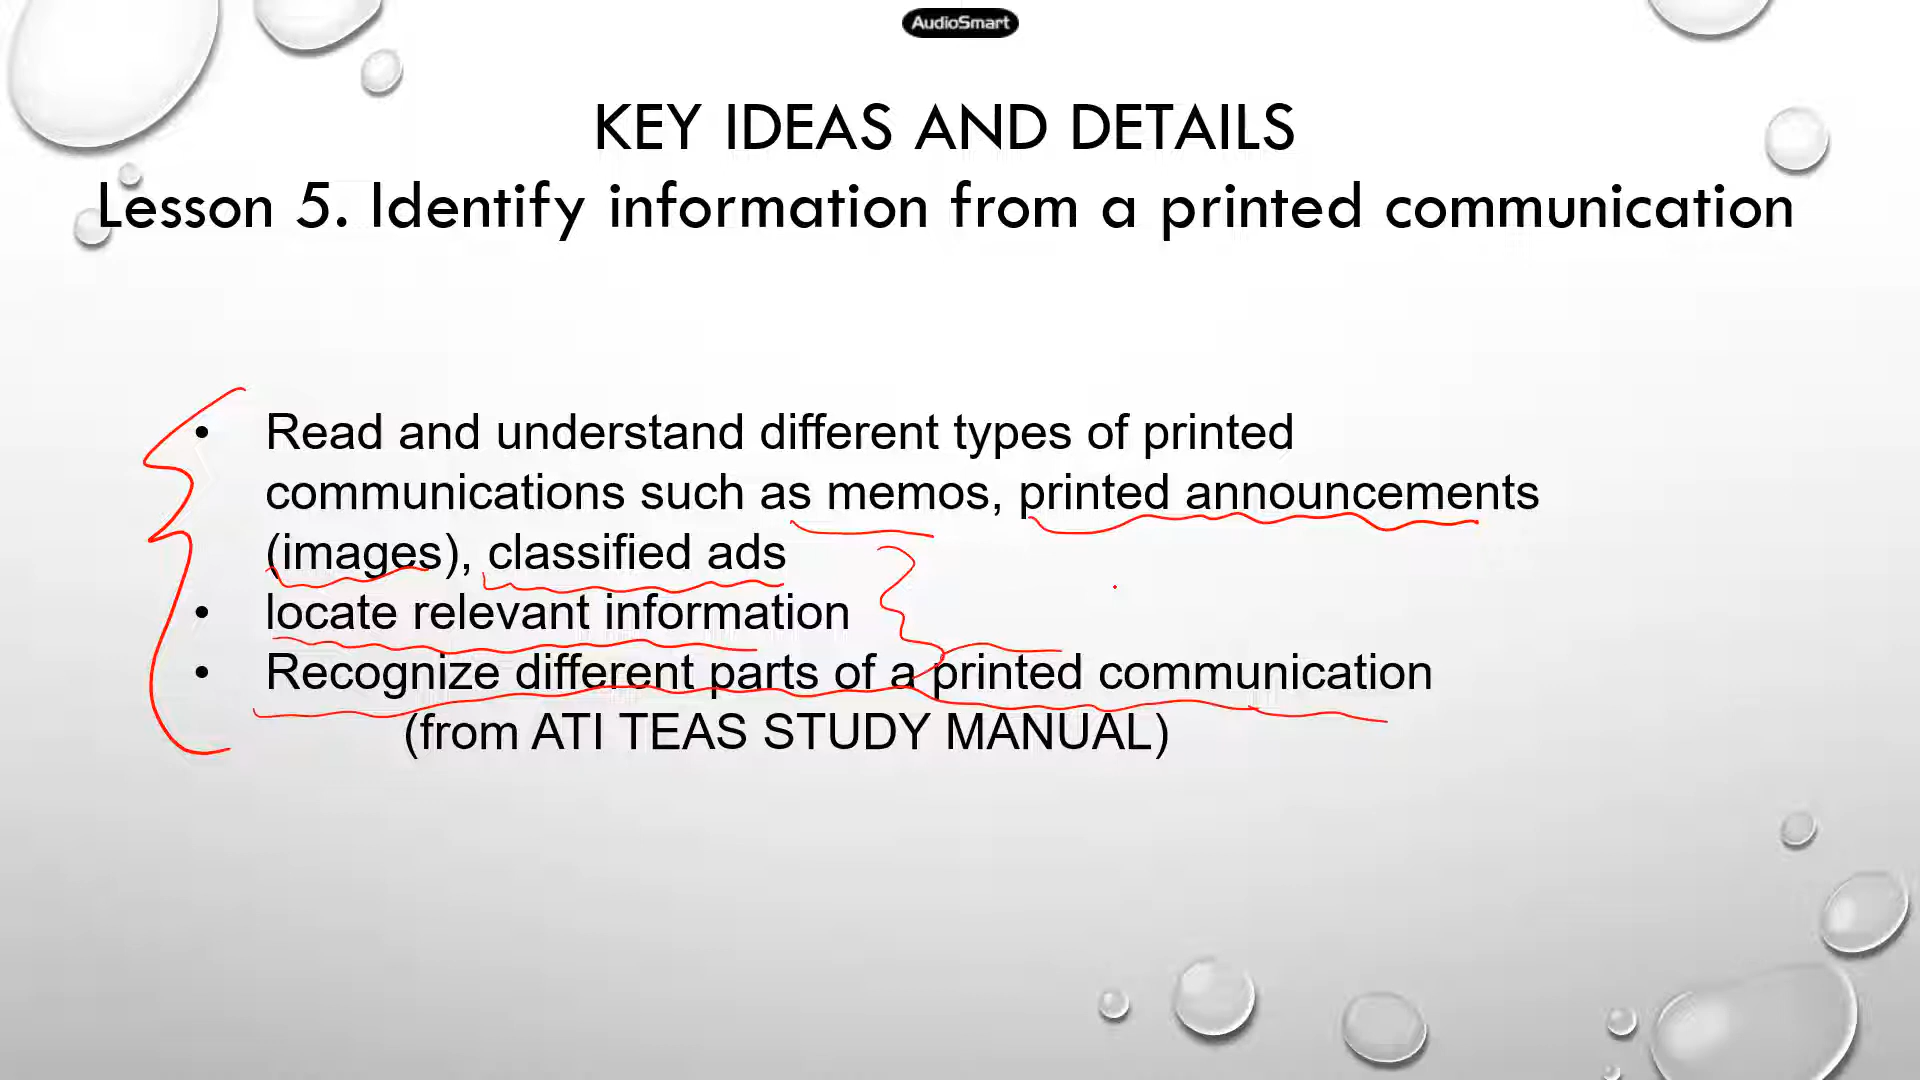 AudioSmart
KEY IDEAS AND DETAILS
Lesson 5. Identify information from a printed communication
• Read and understand different types of printed
communications such as memos, printed announcements
(images), classified ads
• locate relevant information
• Recognize different parts of a printed communication
(from ATI TEAS STUDY MANUAL)